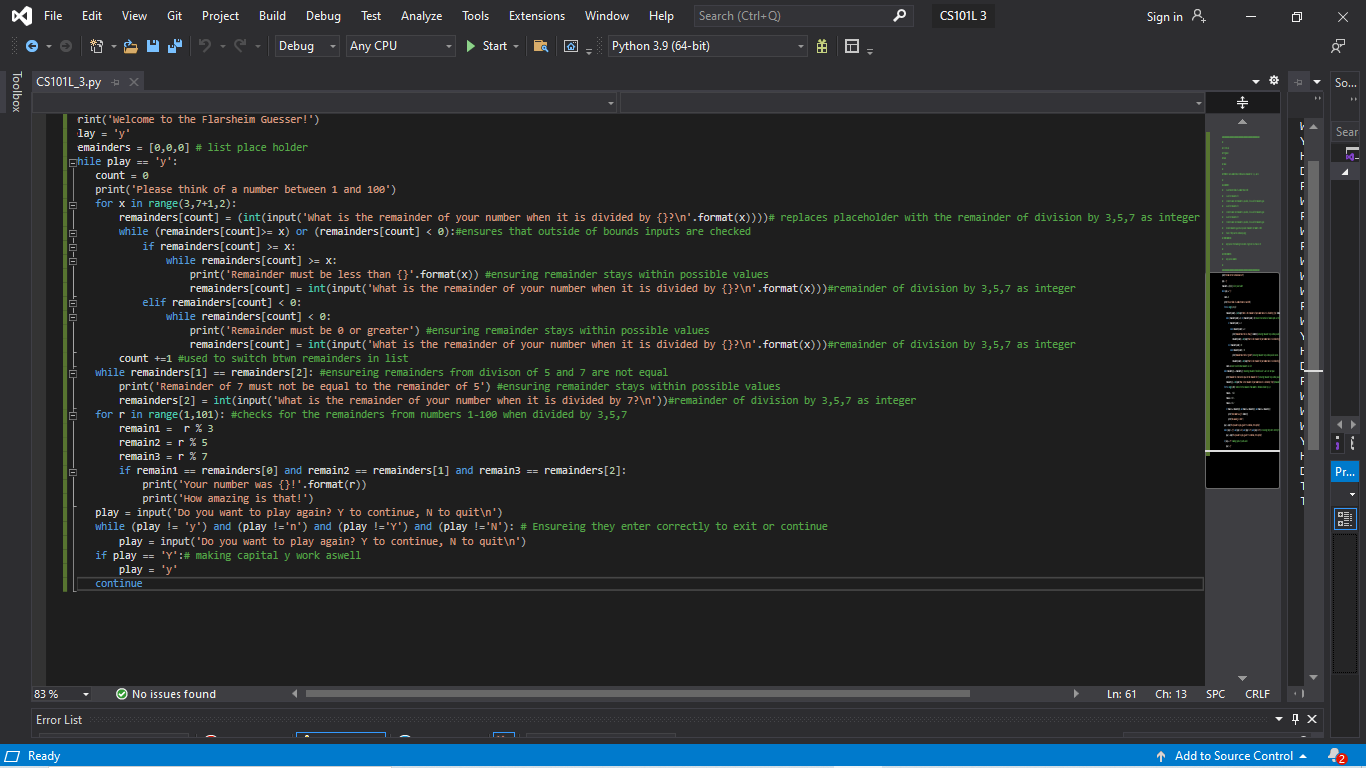 File Edit View Git Project Build Debug Test Analyze Tools Extensions Window Help Search (Ctrl+Q) CS101L 3 Sign in
Debug Any CPU Start Python 3.9 (64-bit)
Toolbox
CS101L_3.py
So...
Sear
rint('Welcome to the Flarsheim Guesser!')
lay = 'y'
emainders = [0,0,0] # list place holder
hile play == 'y':
count = 0
print('Please think of a number between 1 and 100')
for x in range(3,7+1,2):
remainders[count] = (int(input('What is the remainder of your number when it is divided by {}?\n'.format(x))))# replaces placeholder with the remainder of division by 3,5,7 as integer
while (remainders[count]>= x) or (remainders[count] < 0):#ensures that outside of bounds inputs are checked
if remainders[count] >= x:
while remainders[count] >= x:
print('Remainder must be less than {}'.format(x)) #ensuring remainder stays within possible values
remainders[count] = int(input('What is the remainder of your number when it is divided by {}?\n'.format(x)))#remainder of division by 3,5,7 as integer
elif remainders[count] < 0:
while remainders[count] < 0:
print('Remainder must be 0 or greater') #ensuring remainder stays within possible values
remainders[count] = int(input('What is the remainder of your number when it is divided by {}?\n'.format(x)))#remainder of division by 3,5,7 as integer
count +=1 #used to switch btwn remainders in list
while remainders[1] == remainders[2]: #ensureing remainders from divison of 5 and 7 are not equal
print('Remainder of 7 must not be equal to the remainder of 5') #ensuring remainder stays within possible values
remainders[2] = int(input('What is the remainder of your number when it is divided by 7?\n'))#remainder of division by 3,5,7 as integer
for r in range(1,101): #checks for the remainders from numbers 1-100 when divided by 3,5,7
remain1 =  r % 3
remain2 = r % 5
remain3 = r % 7
if remain1 == remainders[0] and remain2 == remainders[1] and remain3 == remainders[2]:
print('Your number was {}!'.format(r))
print('How amazing is that!')
play = input('Do you want to play again? Y to continue, N to quit\n')
while (play != 'y') and (play !='n') and (play !='Y') and (play !='N'): # Ensureing they enter correctly to exit or continue
play = input('Do you want to play again? Y to continue, N to quit\n')
if play == 'Y':# making capital y work aswell
play = 'y'
continue
Pr...
83 % No issues found Ln: 61 Ch: 13 SPC CRLF
Error List
Ready Add to Source Control 2